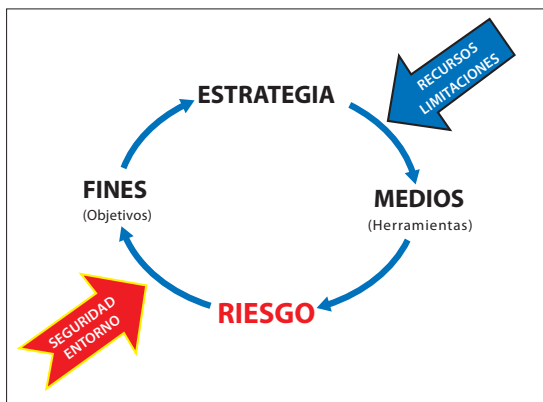 ESTRATEGIA
RECURSOS
LIMITACIONES
FINES
(Objetivos)
MEDIOS
(Herramientas)
RIESGO
SEGURIDAD
ENTORNO